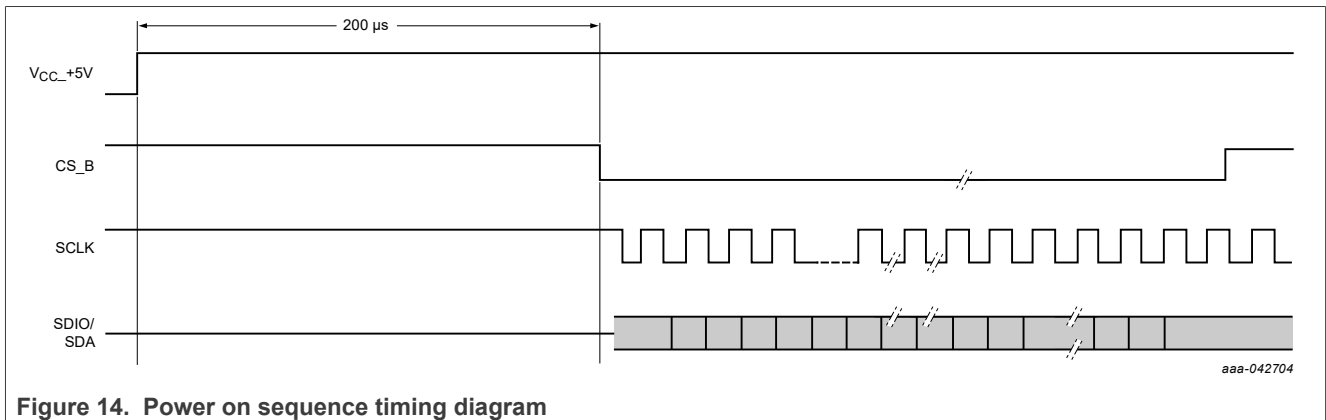 200 µs
VCC_+5V
CS_B
SCLK
SDIO/
SDA
aaa-042704
Figure 14. Power on sequence timing diagram